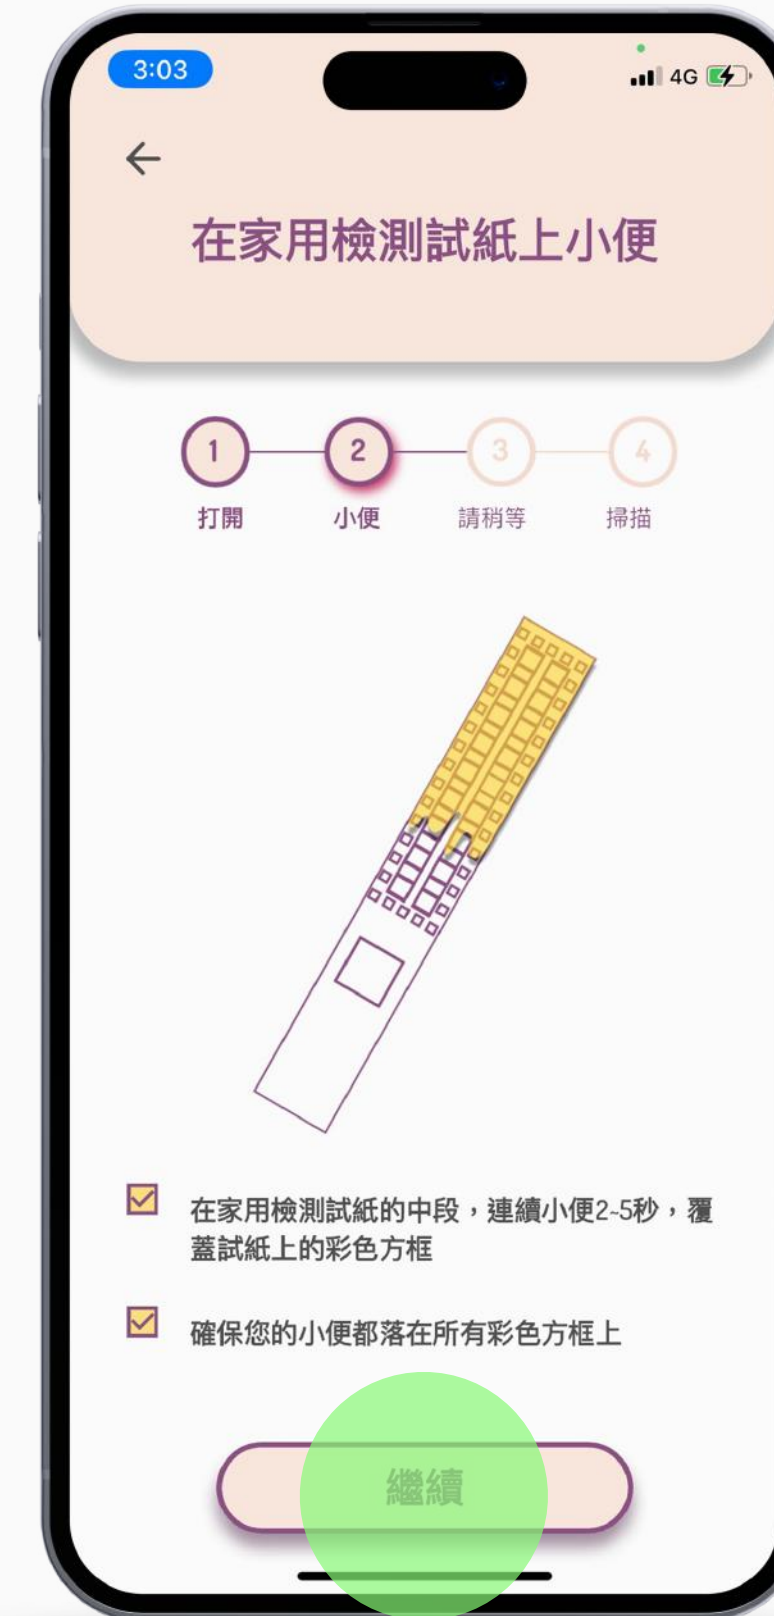 3:03
4G
在家用檢測試紙上小便
1
2
3
4
打開
小便
請稍等
掃描
在家用檢測試紙的中段，連續小便2~5秒，覆
蓋試紙上的彩色方框
確保您的小便都落在所有彩色方框上
繼續